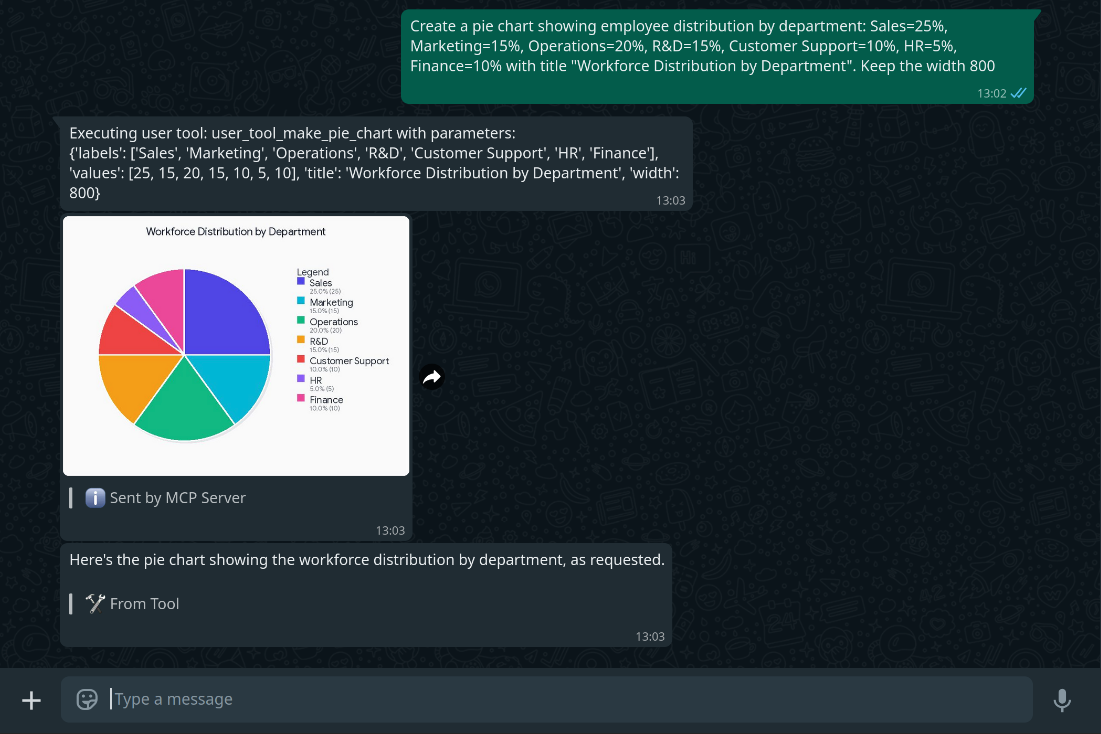 Create a pie chart showing employee distribution by department: Sales=25%,
Marketing=15%, Operations=20%, R&D=15%, Customer Support=10%, HR=5%,
Finance=10% with title "Workforce Distribution by Department". Keep the width 800
13:02
Executing user tool: user_tool_make_pie_chart with parameters:
{'labels': ['Sales', 'Marketing', 'Operations', 'R&D', 'Customer Support', 'HR', 'Finance'],
'values': [25, 15, 20, 15, 10, 5, 10], 'title': 'Workforce Distribution by Department', 'width':
800}
13:03
Workforce Distribution by Department
Legend
Sales
25.0% (25)
Marketing
15.0% (15)
Operations
20.0% (20)
R&D
15.0% (15)
Customer Support
10.0% (10)
HR
5.0% (5)
Finance
10.0% (10)
Sent by MCP Server
13:03
Here's the pie chart showing the workforce distribution by department, as requested.
From Tool
13:03
Type a message